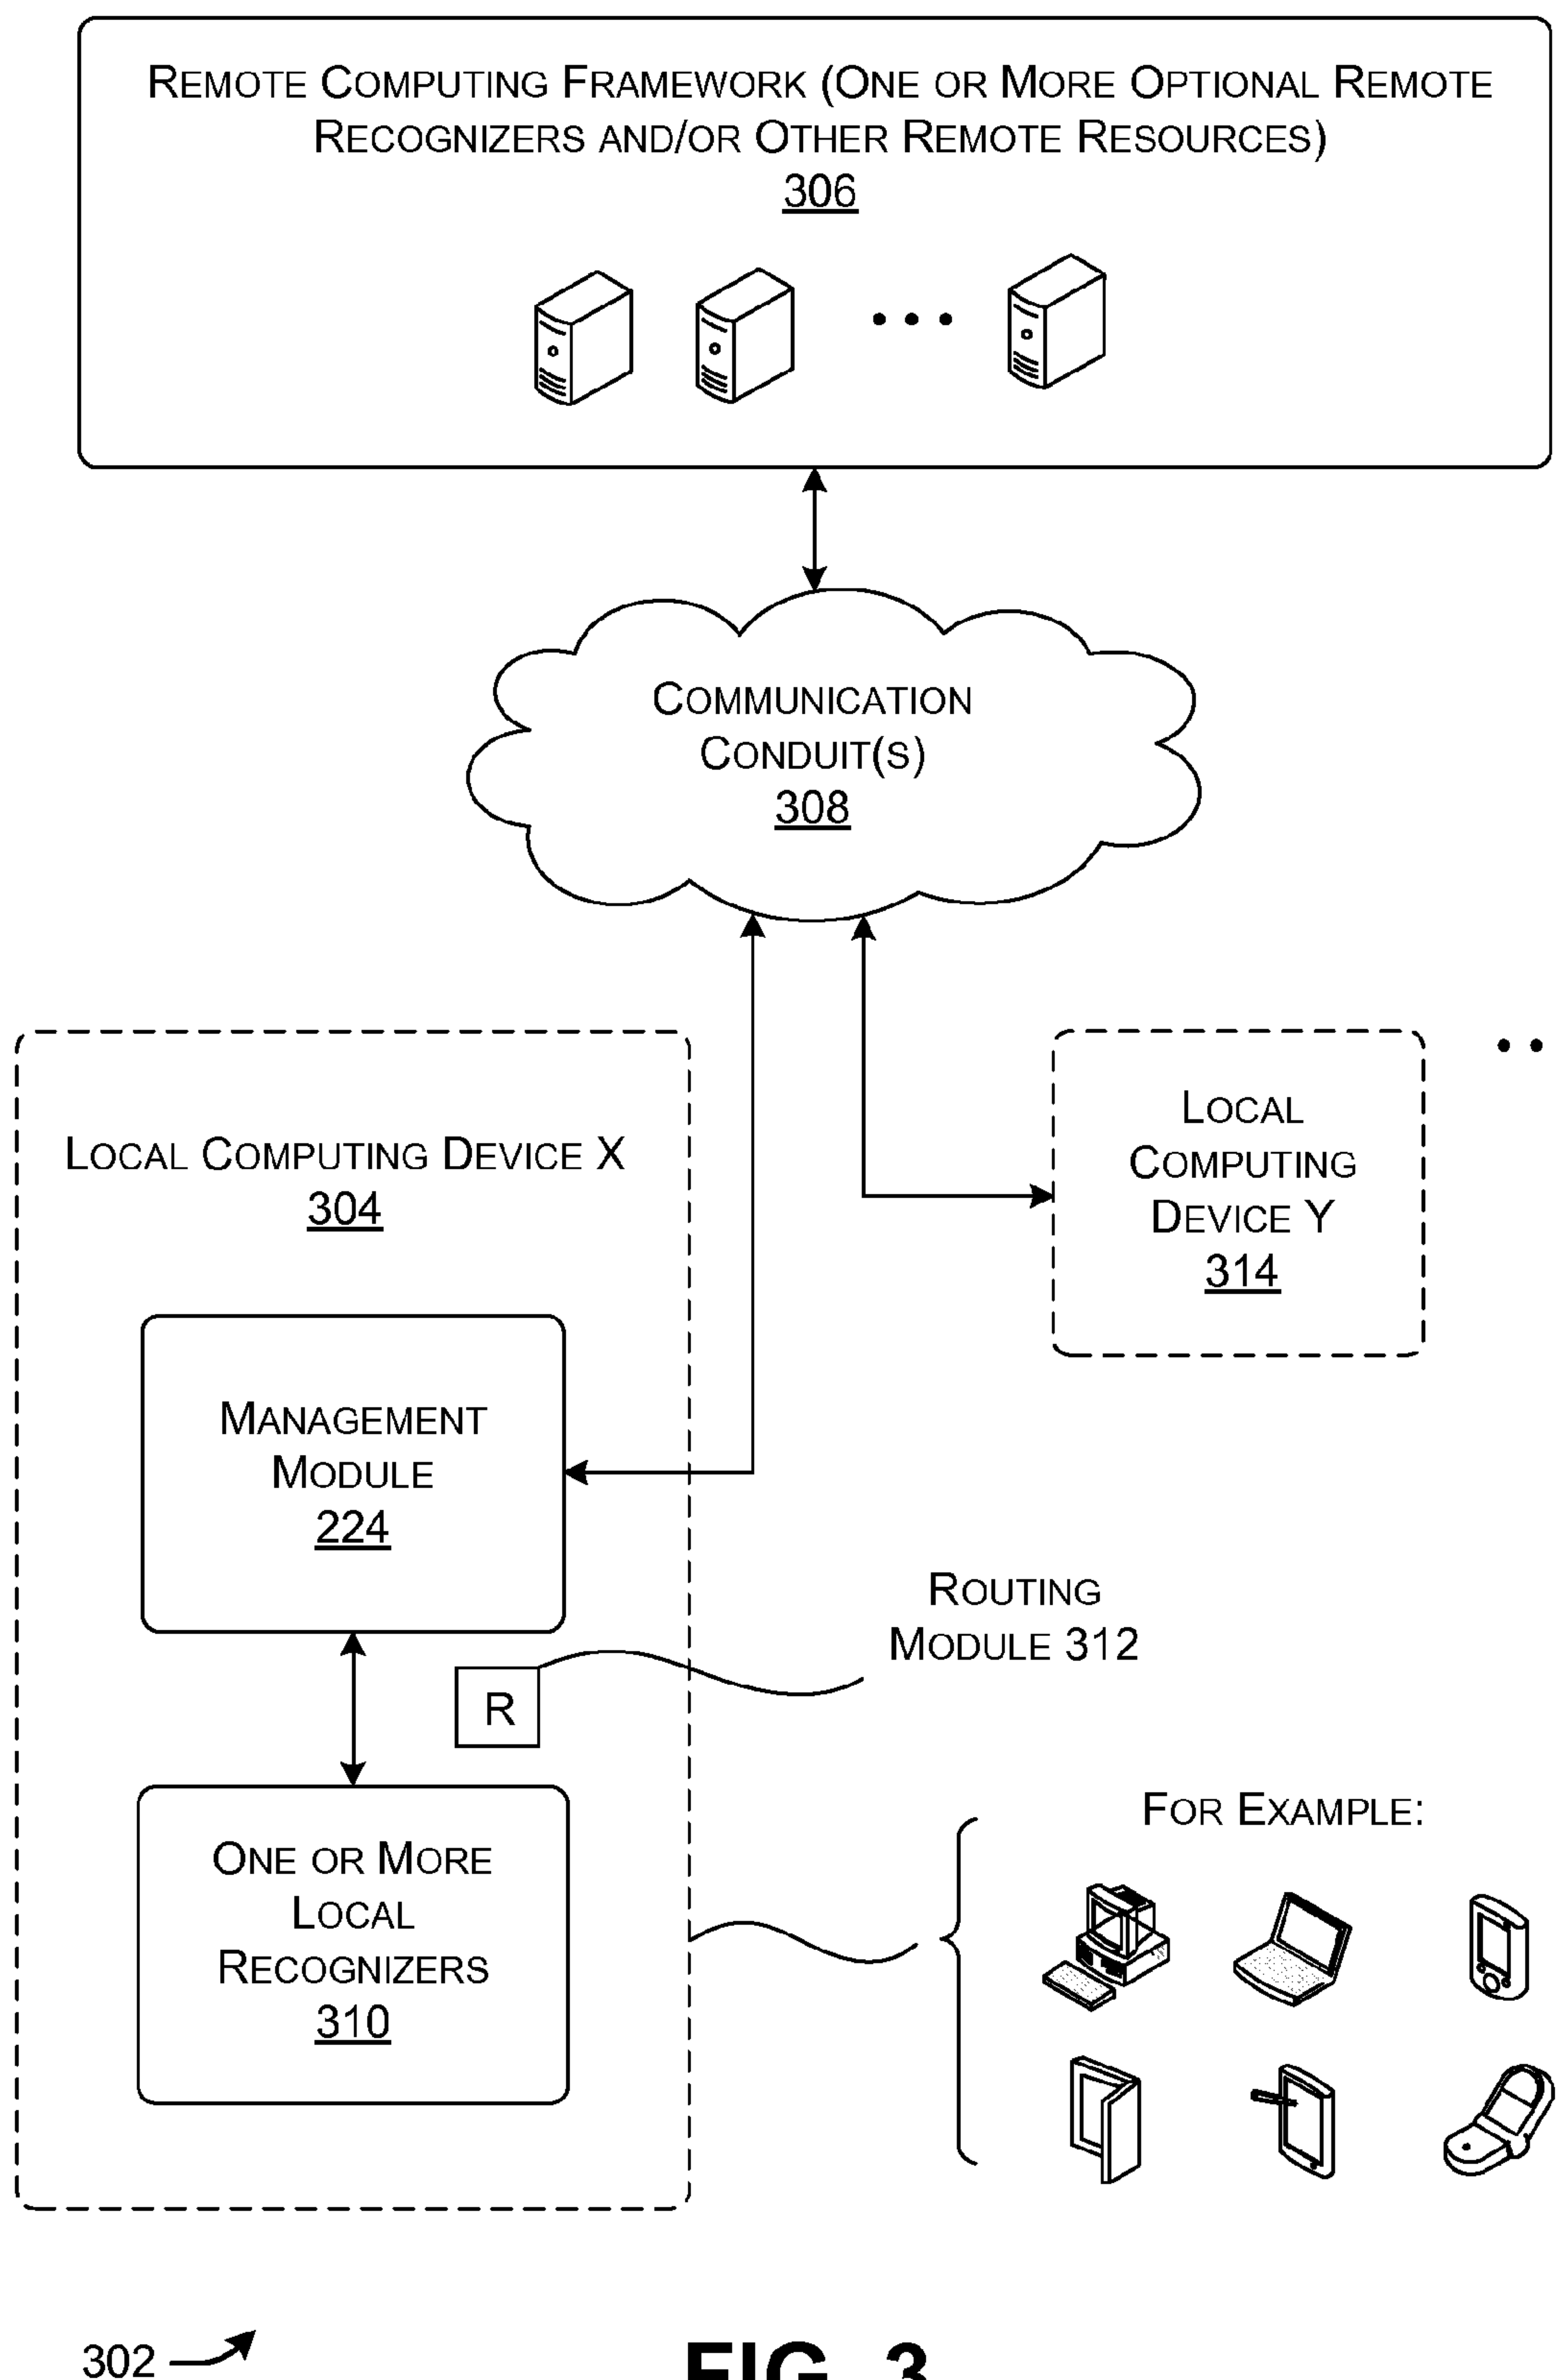 REMOTE COMPUTING FRAMEWORK (ONE OR MORE OPTIONAL REMOTE
RECOGNIZERS AND/OR OTHER REMOTE RESOURCES)
306
COMMUNICATION
CONDUIT(S)
308
LOCAL COMPUTING DEVICE X
304
LOCAL
COMPUTING
DEVICE Y
314
MANAGEMENT
MODULE
224
ROUTING
MODULE 312
R
ONE OR MORE
LOCAL
RECOGNIZERS
310
FOR EXAMPLE:
302
FIG. 3